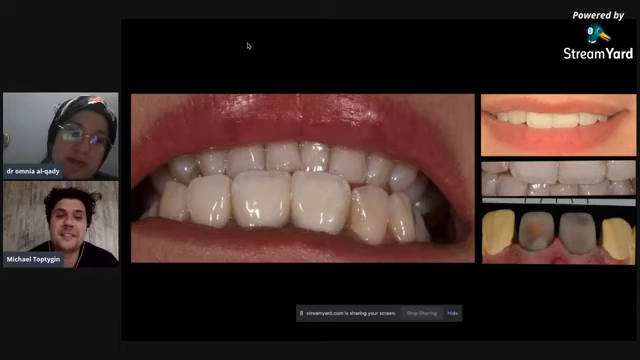 Powered by
StreamYard
dr omnia al-qady
Michael Toptygin
streamyard.com is sharing your screen.
Stop Sharing
Hide